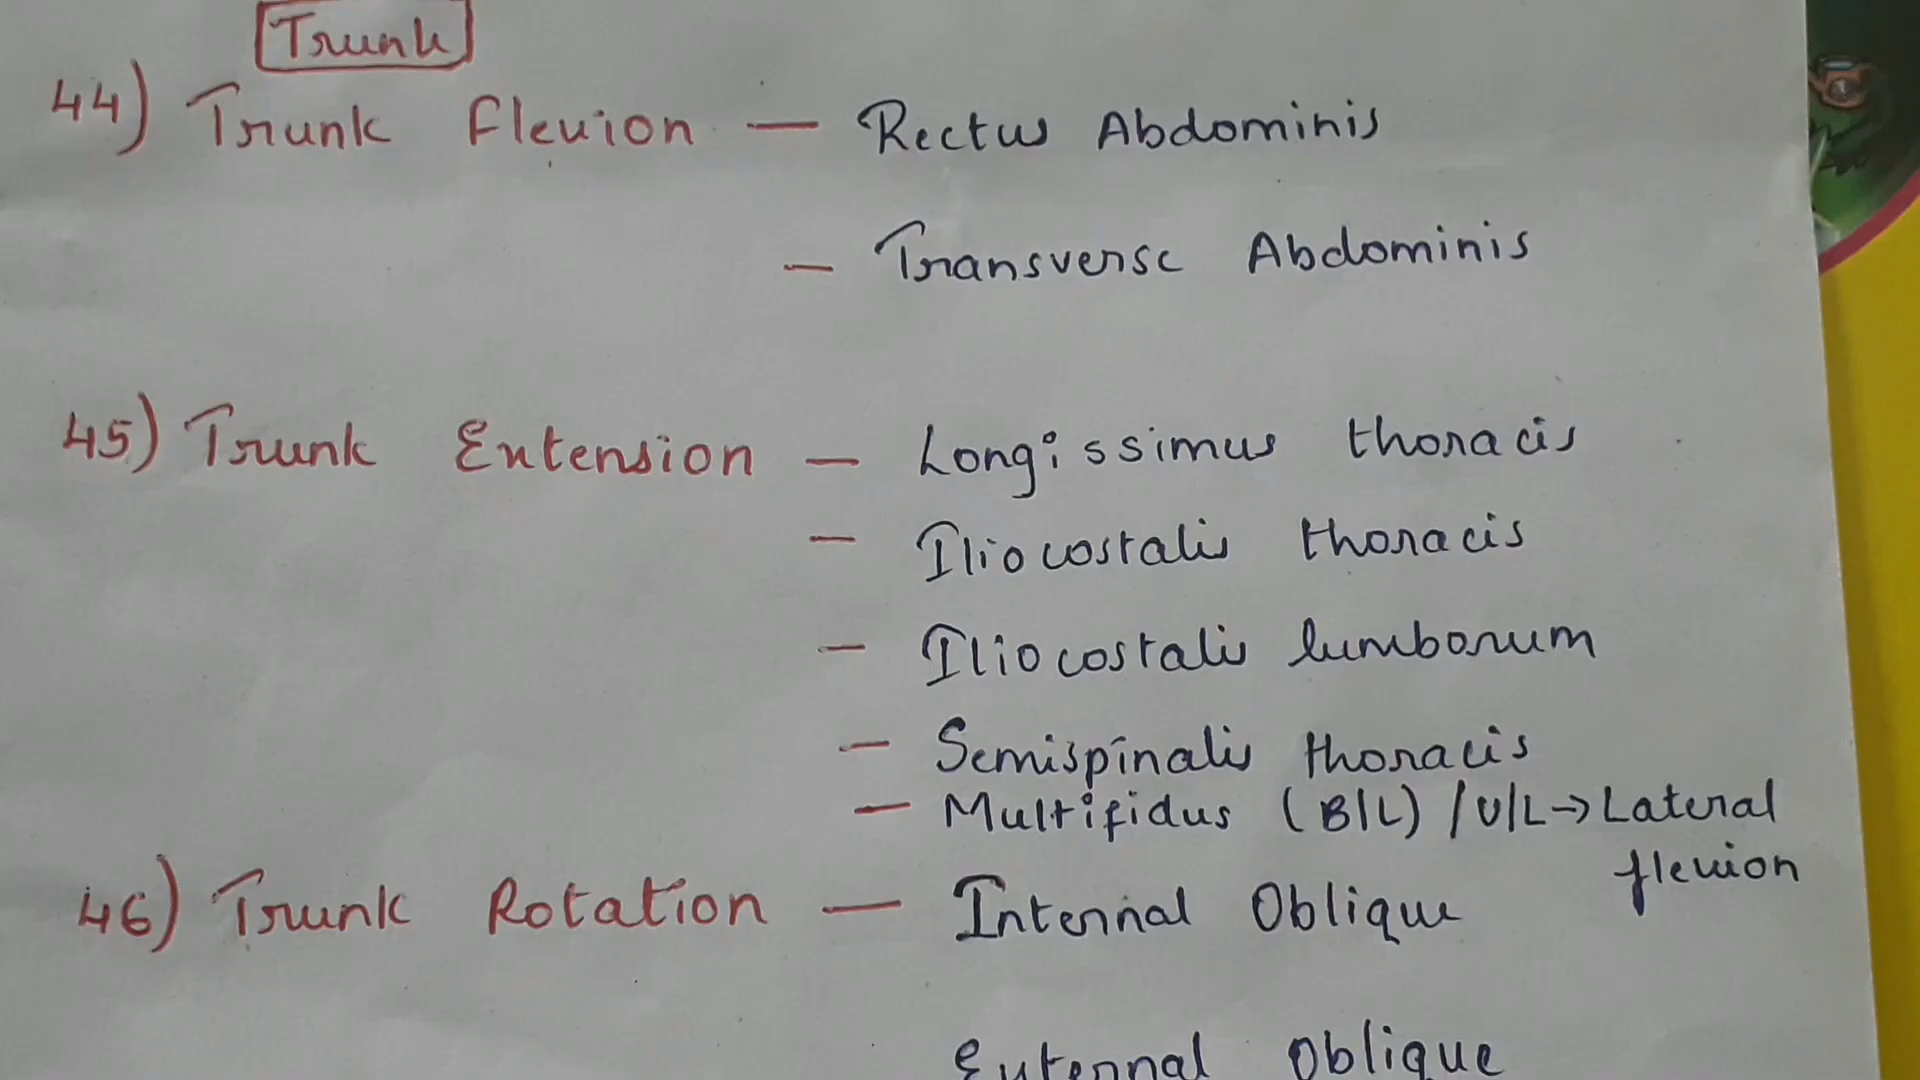 Trunk
44) Trunk flexion — Rectus Abdominis
— Transverse Abdominis
45) Trunk Extension — Longissimus thoracis
— Iliocostalis thoracis
— Iliocostalis lumborum
— Semispinalis thoracis
— Multifidus (B/L) / U/L → Lateral
flexion
46) Trunk Rotation — Internal Oblique
External Oblique